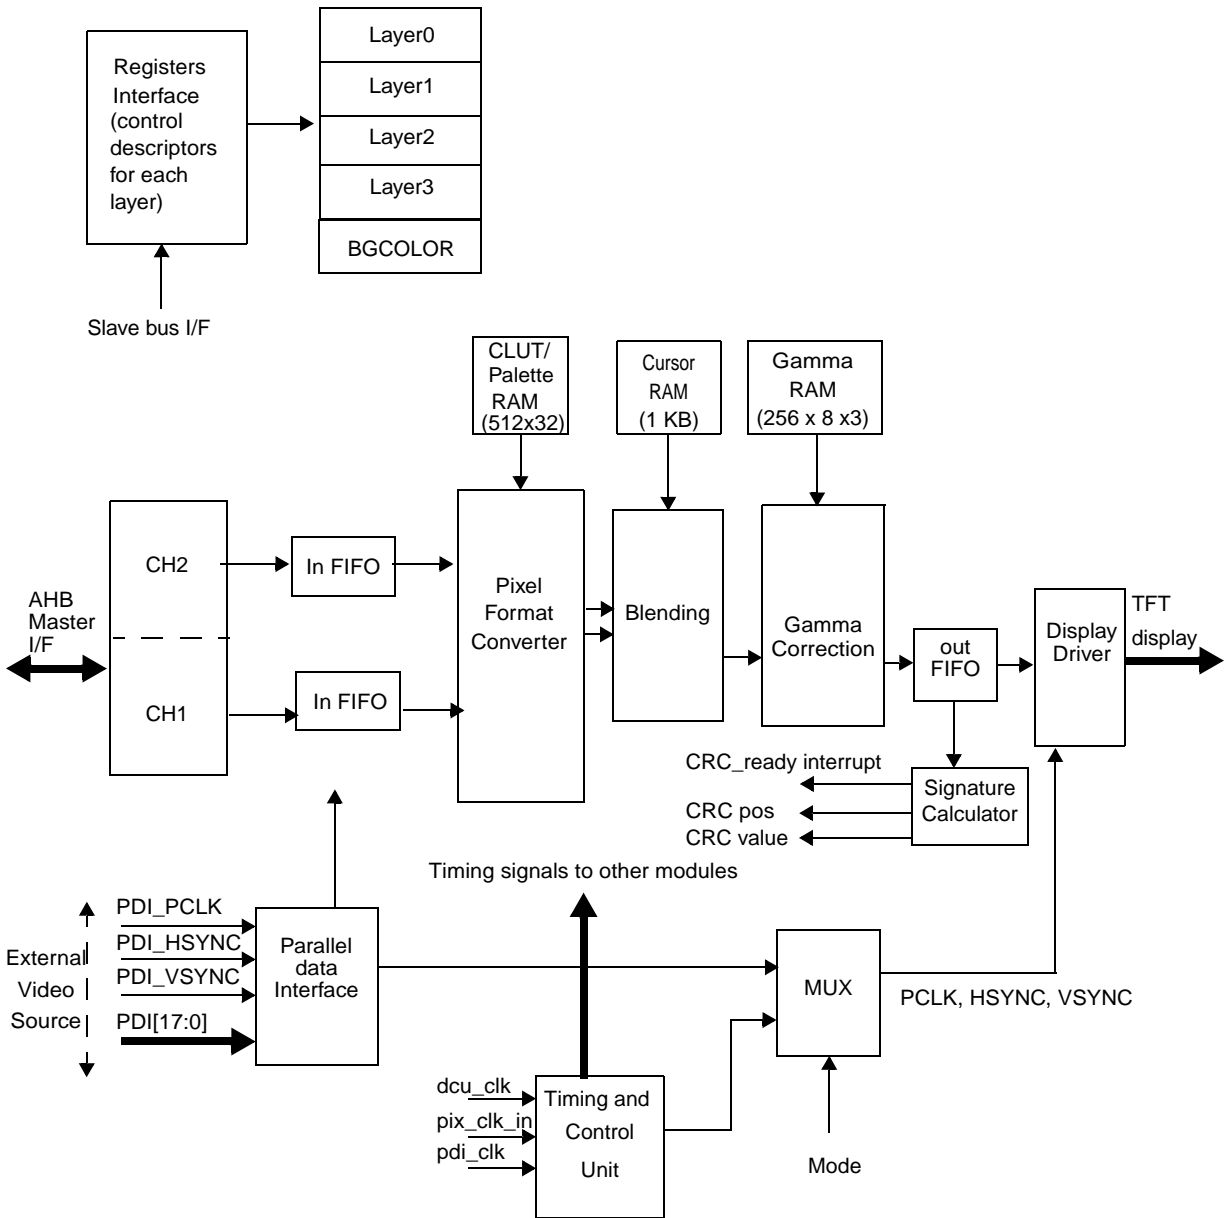 Layer0
Layer1
Layer2
Layer3
BGCOLOR
Registers
Interface
(control
descriptors
for each
layer)
Slave bus I/F
CLUT/
Palette
RAM
(512x32)
Cursor
RAM
(1 KB)
Gamma
RAM
(256 x 8 x3)
AHB
Master
I/F
CH2
CH1
In FIFO
In FIFO
Pixel
Format
Converter
Blending
Gamma
Correction
out
FIFO
Display
Driver
TFT
display
CRC_ready interrupt
CRC pos
CRC value
Signature
Calculator
Timing signals to other modules
External
Video
Source
PDI_PCLK
PDI_HSYNC
PDI_VSYNC
PDI[17:0]
Parallel
data
Interface
MUX
PCLK, HSYNC, VSYNC
dcu_clk
pix_clk_in
pdi_clk
Timing and
Control
Unit
Mode